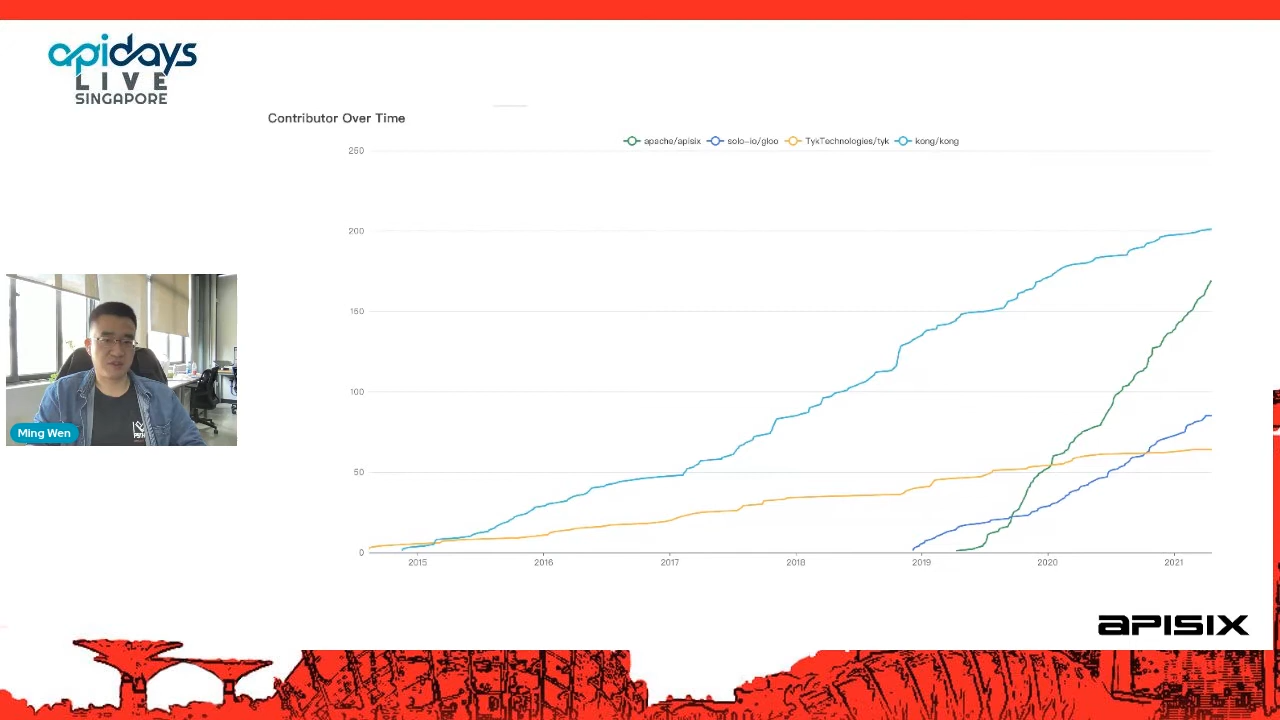 apidays
LIVE
SINGAPORE
Contributor Over Time
apache/apisix solo-io/gloo TykTechnologies/tyk kong/kong
250
200
150
100
50
0
2015 2016 2017 2018 2019 2020 2021
Ming Wen
APISIX